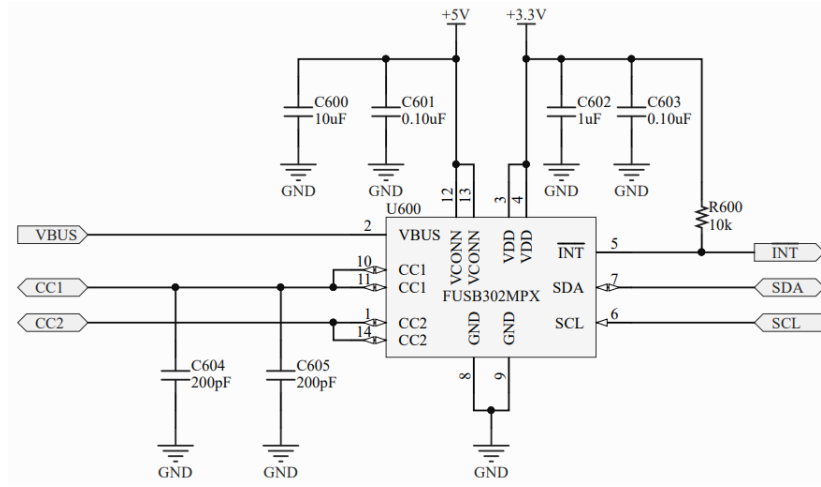 +5V
+3.3V
C600
10uF
C601
0.10uF
C602
1uF
C603
0.10uF
GND
GND
GND
GND
R600
10k
U600
12
13
3
4
VBUS
2
VBUS
VCONN
VCONN
VDD
VDD
INT
5
INT
CC1
10
CC1
11
CC1
FUSB302MPX
SDA
7
SDA
CC2
1
CC2
14
CC2
GND
GND
SCL
6
SCL
8
9
C604
200pF
C605
200pF
GND
GND
GND